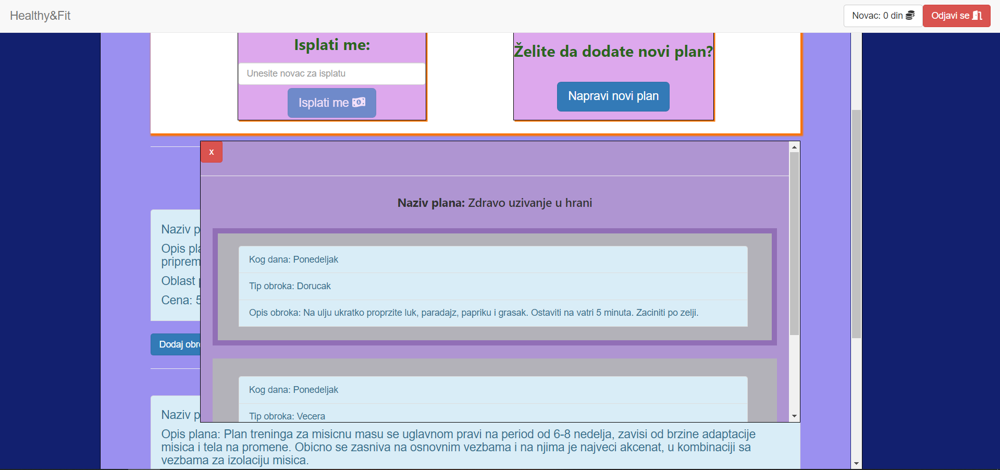 Healthy&Fit
Novac: 0 din
Odjavi se
Isplati me:
Unesite novac za isplatu
Isplati me
Želite da dodate novi plan?
Napravi novi plan
x
Naziv plana: Zdravo uzivanje u hrani
Kog dana: Ponedeljak
Tip obroka: Dorucak
Opis obroka: Na ulju ukratko proprzite luk, paradajz, papriku i grasak. Ostaviti na vatri 5 minuta. Zaciniti po zelji.
Kog dana: Ponedeljak
Tip obroka: Vecera
Naziv p
Opis pla
priprem
Oblast
Cena: 5
Dodaj obro
Naziv p
Opis plana: Plan treninga za misicnu masu se uglavnom pravi na period od 6-8 nedelja, zavisi od brzine adaptacije
misica i tela na promene. Obicno se zasniva na osnovnim vezbama i na njima je najveci akcenat, u kombinaciji sa
vezbama za izolaciju misica.